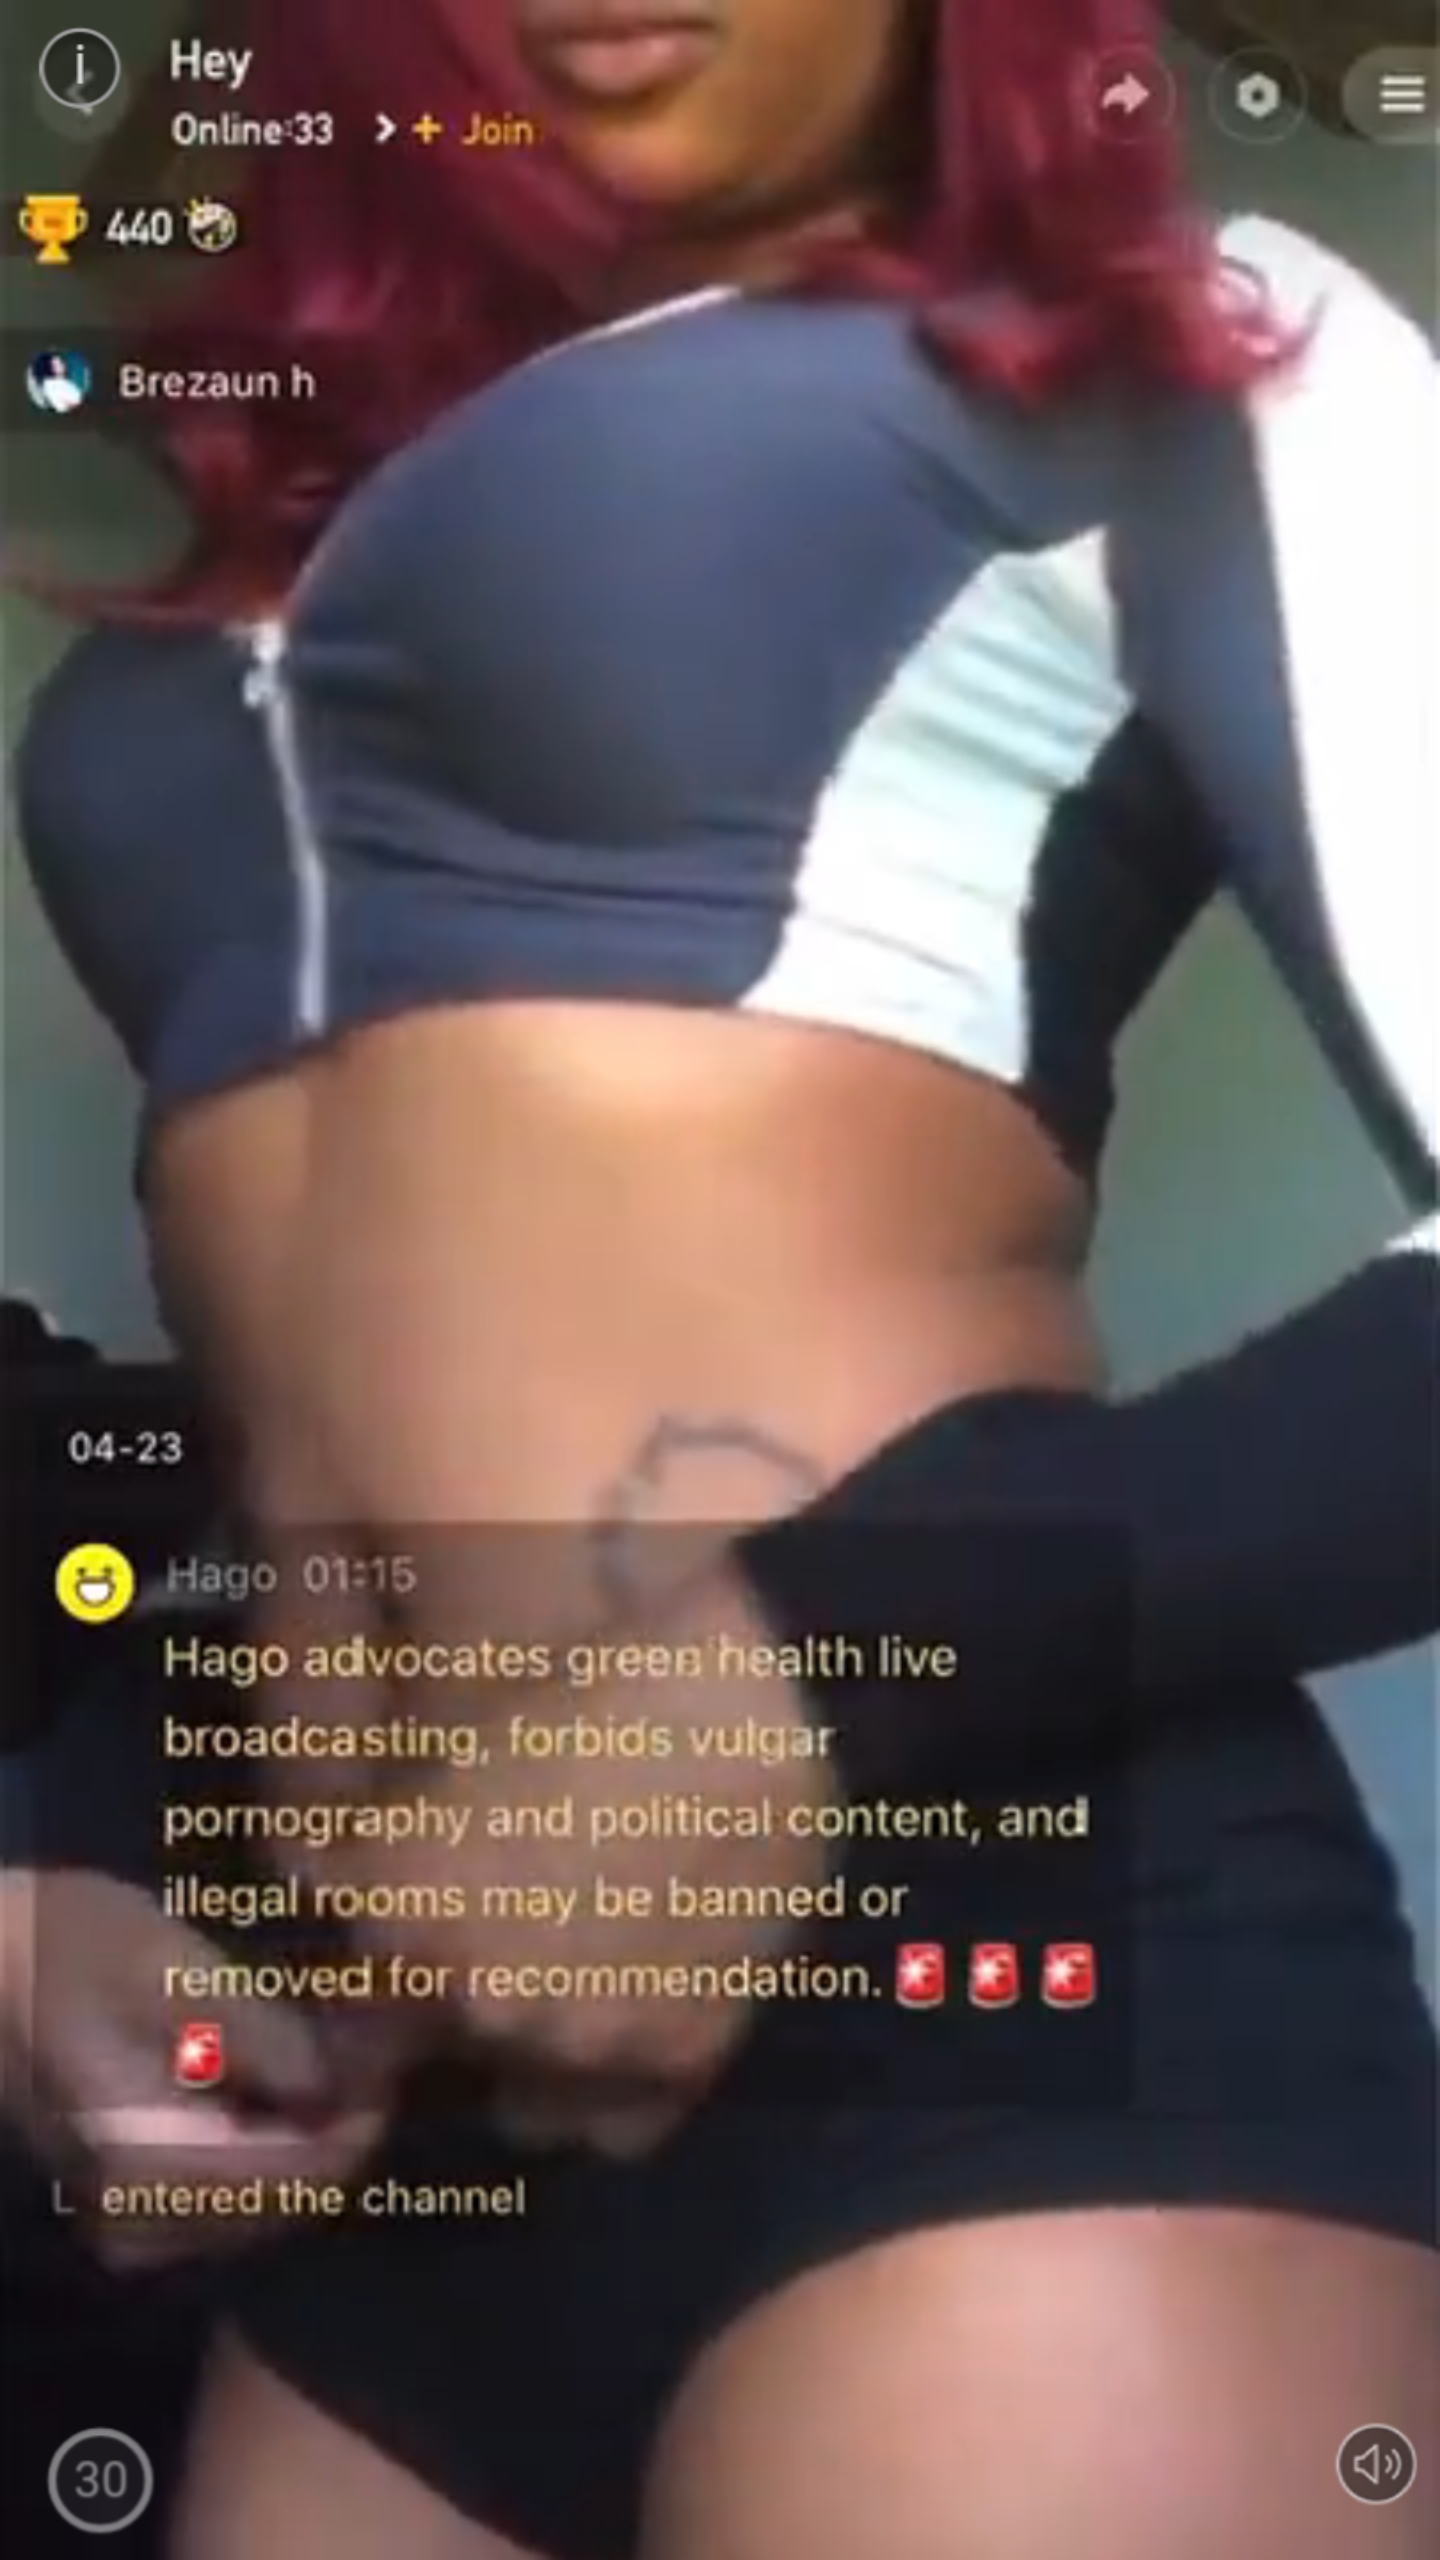 Hey
Online:33 > + Join
440
Brezaun h
04-23
Hago 01:15
Hago advocates green health live
broadcasting, forbids vulgar
pornography and political content, and
illegal rooms may be banned or
removed for recommendation.
L entered the channel
30